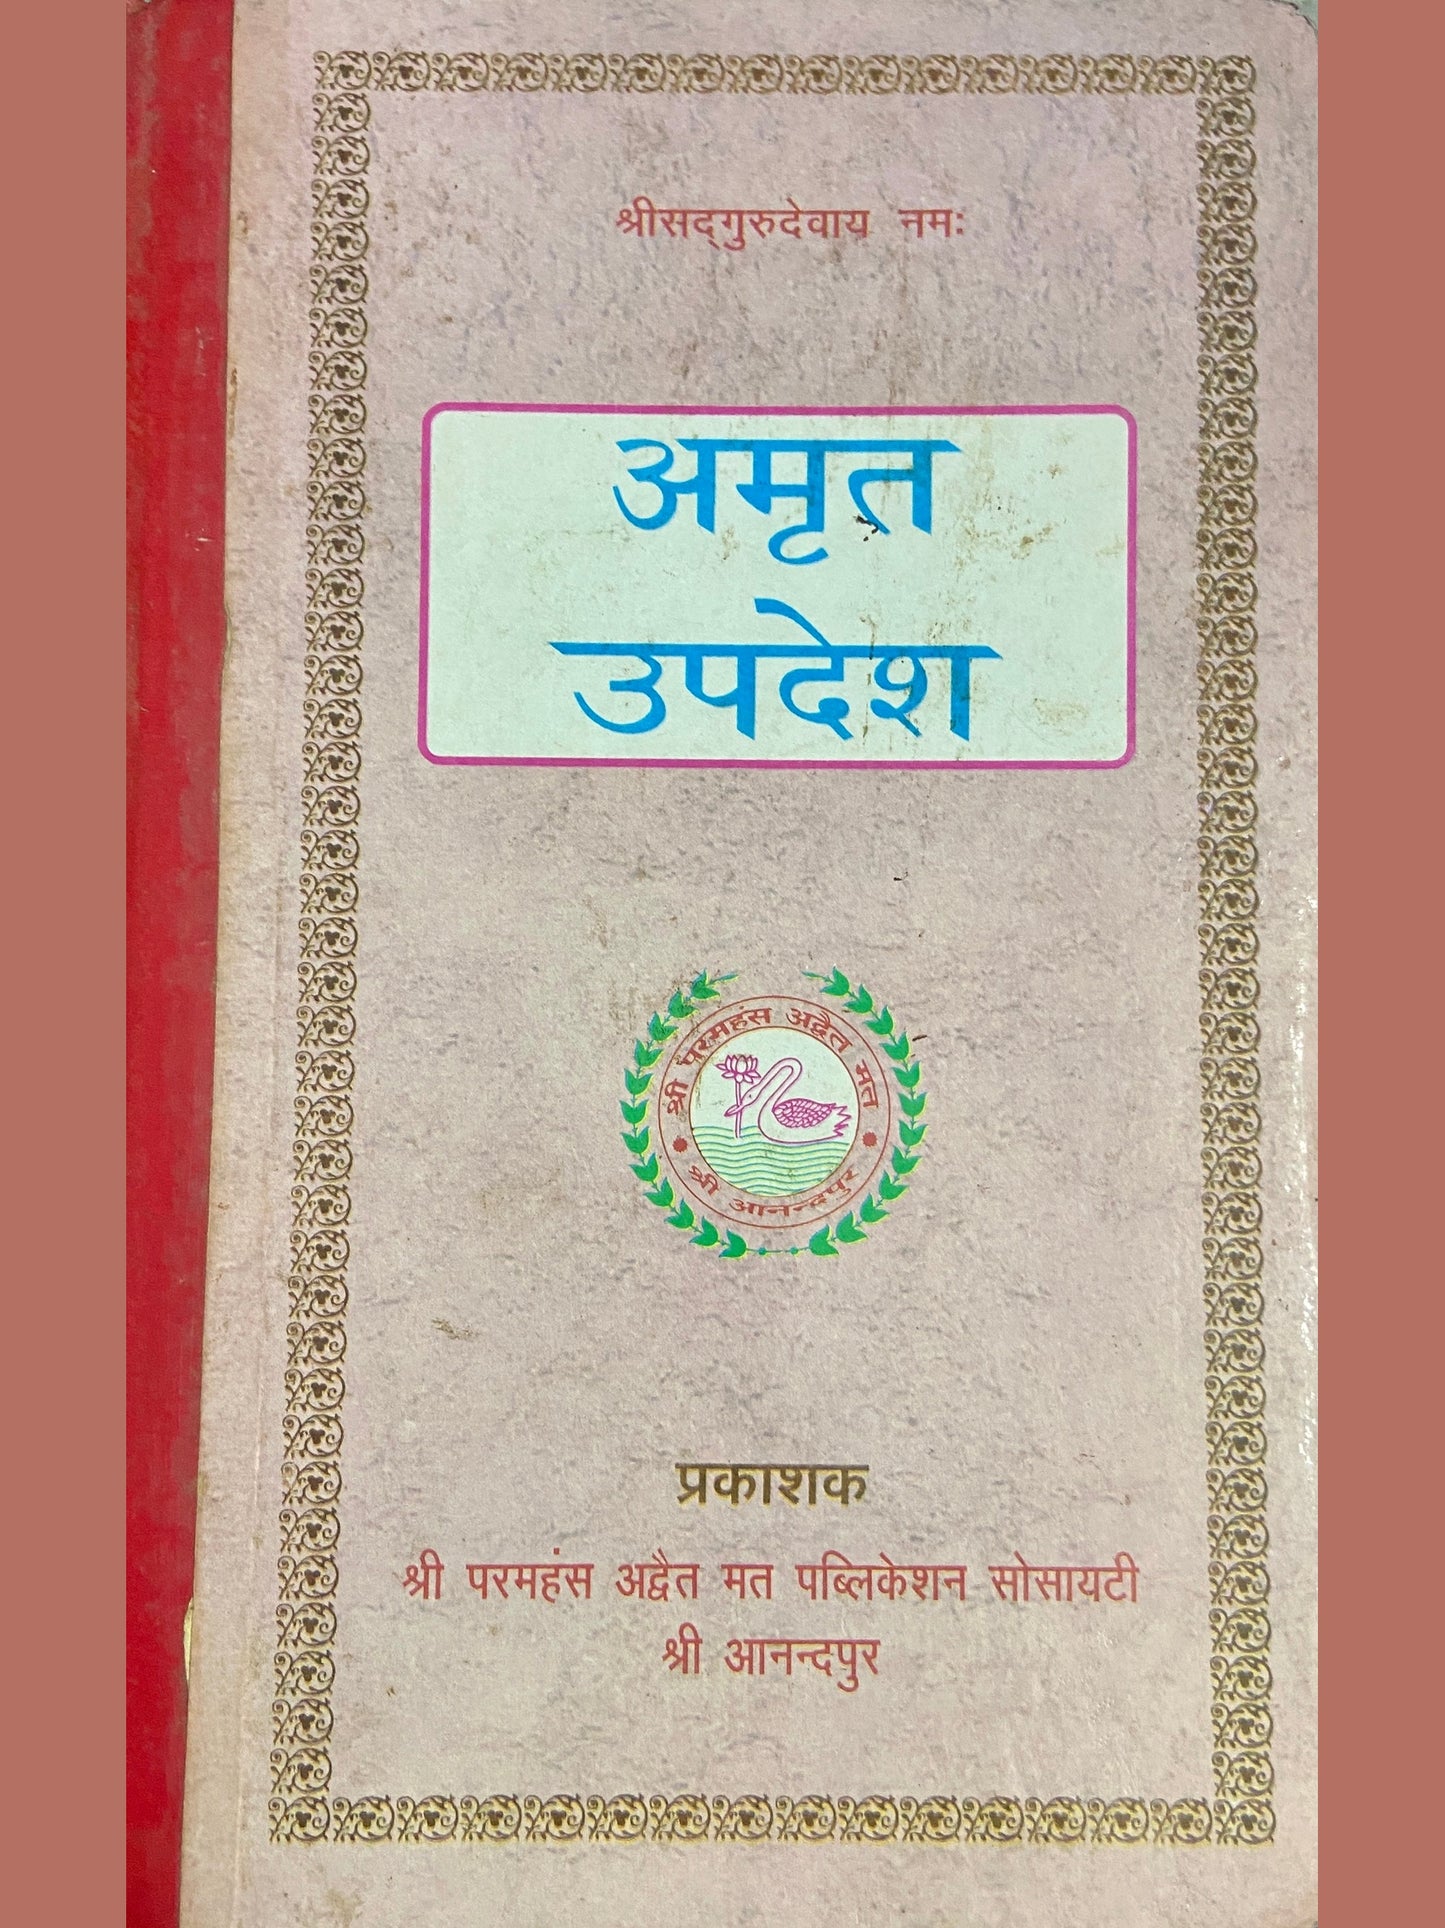 श्रीसद्‌गुरुदेवाय नमः
अमृत
उपदेश
श्री परमहंस अद्वैत मत
श्री आनन्दपुर
प्रकाशक
श्री परमहंस अद्वैत मत पब्लिकेशन सोसायटी
श्री आनन्दपुर